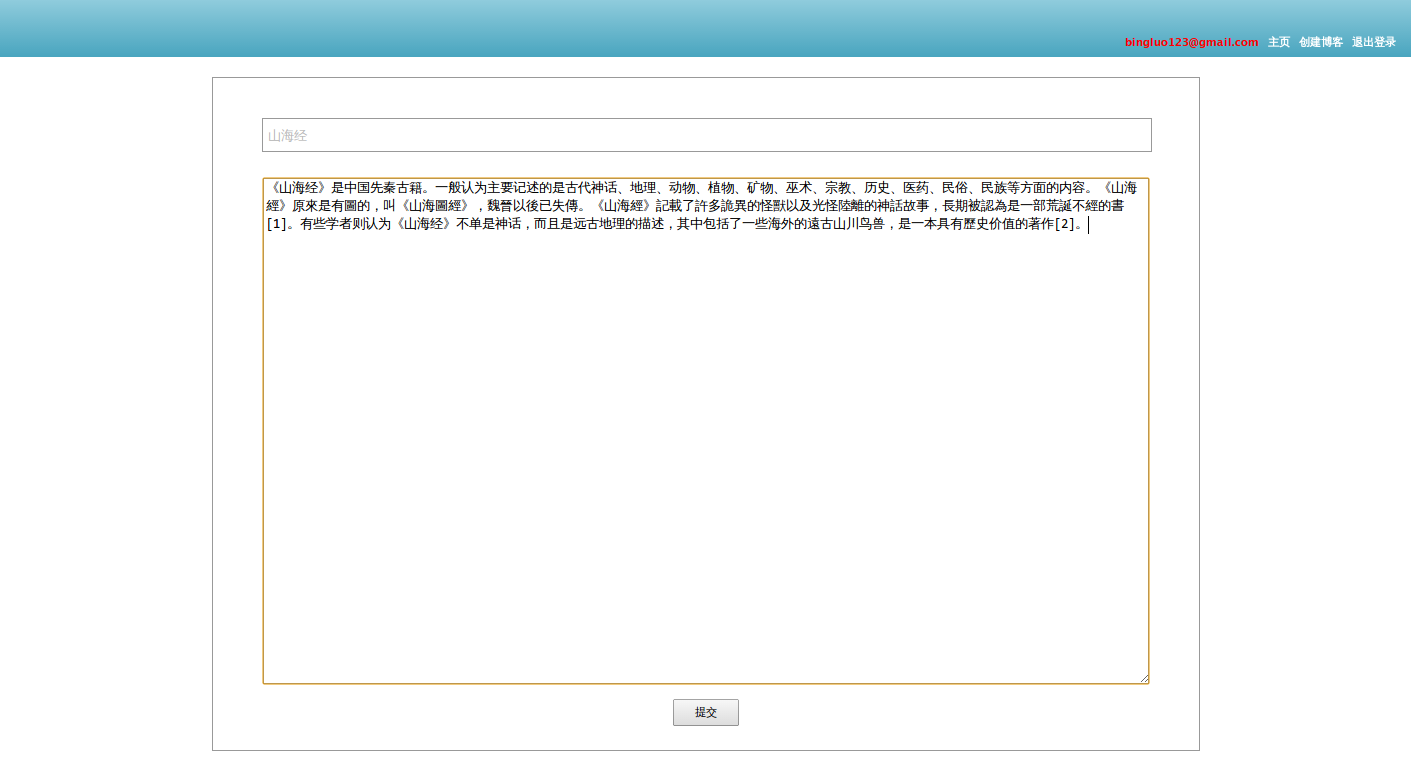 bingluo123@gmail.com 主页 创建博客 退出登录
山海经
《山海经》是中国先秦古籍。一般认为主要记述的是古代神话、地理、动物、植物、矿物、巫术、宗教、历史、医药、民俗、民族等方面的内容。《山海
經》原來是有圖的，叫《山海圖經》，魏晉以後已失傳。《山海經》記載了許多詭異的怪獸以及光怪陸離的神話故事，長期被認為是一部荒誕不經的書
[1]。有些学者则认为《山海经》不单是神话，而且是远古地理的描述，其中包括了一些海外的遠古山川鸟兽，是一本具有歷史价值的著作[2]。
提交